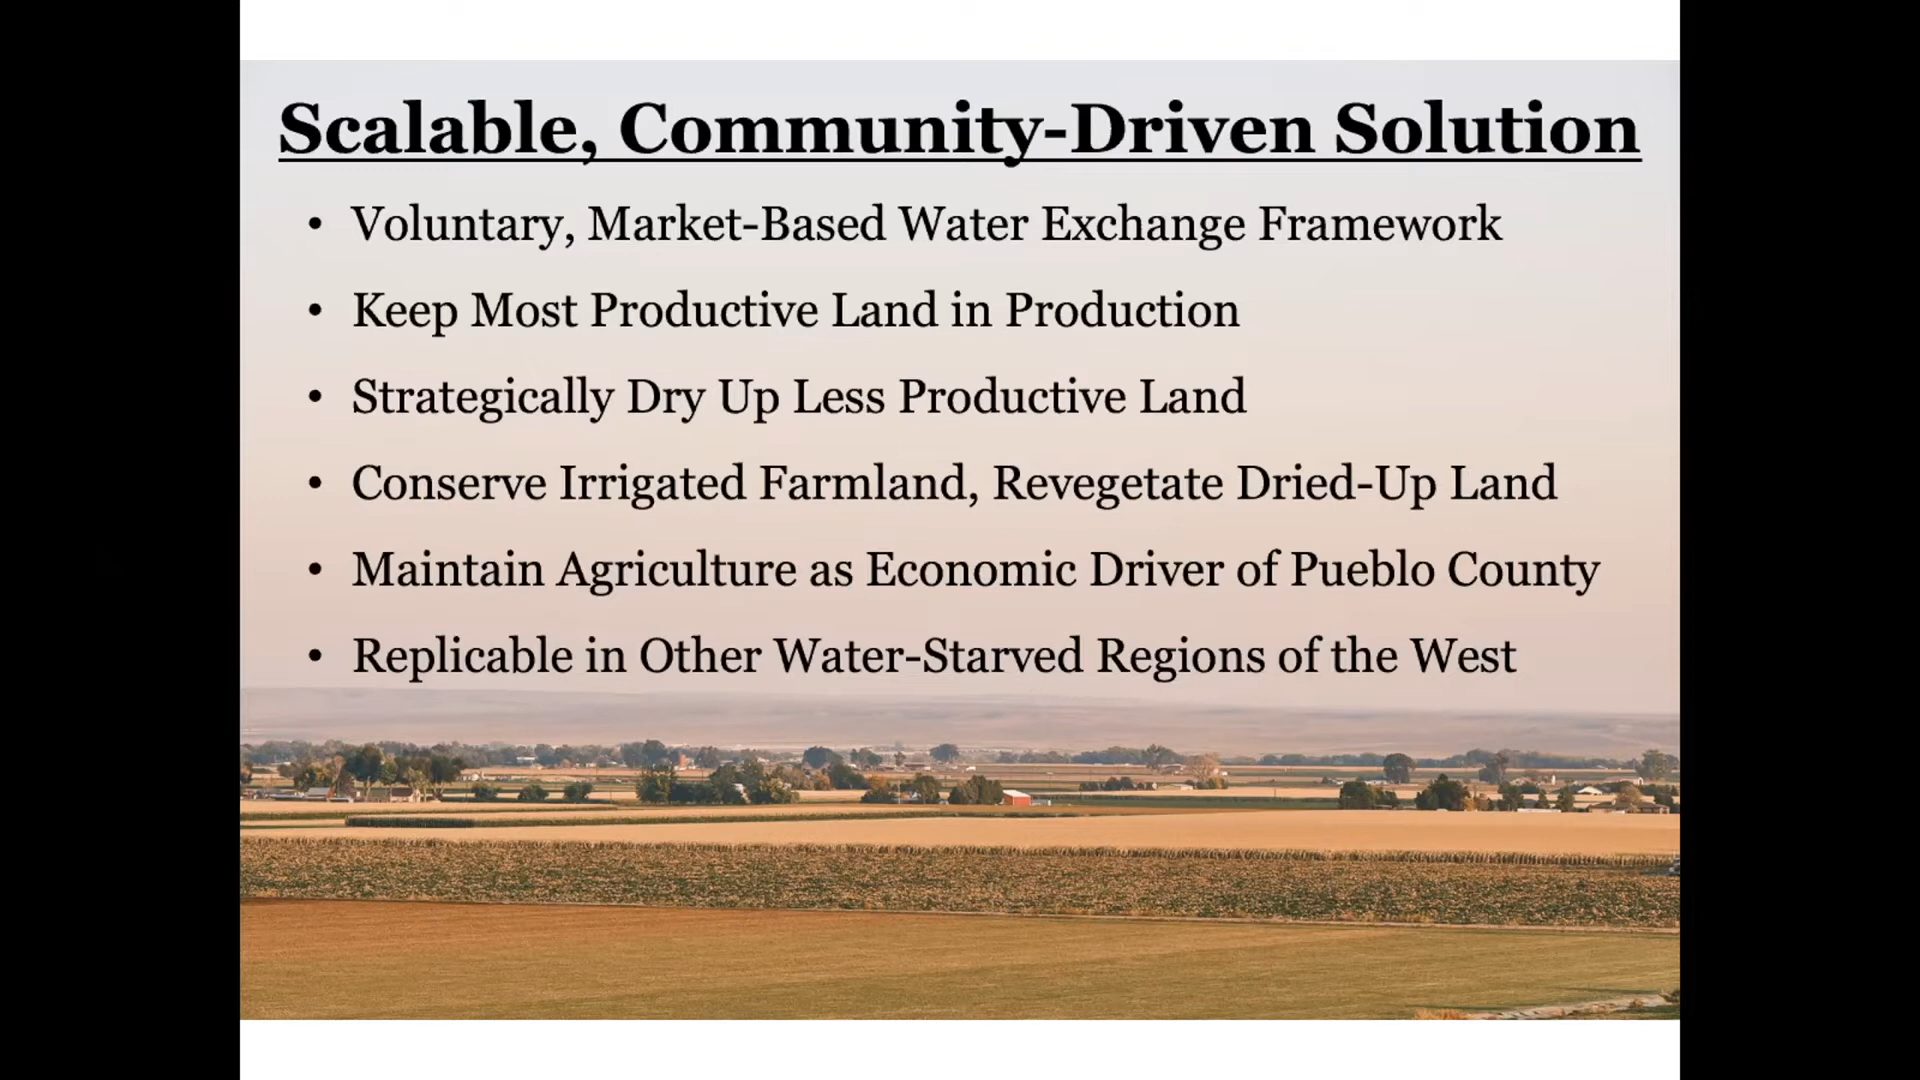 Scalable, Community-Driven Solution
• Voluntary, Market-Based Water Exchange Framework
• Keep Most Productive Land in Production
• Strategically Dry Up Less Productive Land
• Conserve Irrigated Farmland, Revegetate Dried-Up Land
• Maintain Agriculture as Economic Driver of Pueblo County
• Replicable in Other Water-Starved Regions of the West